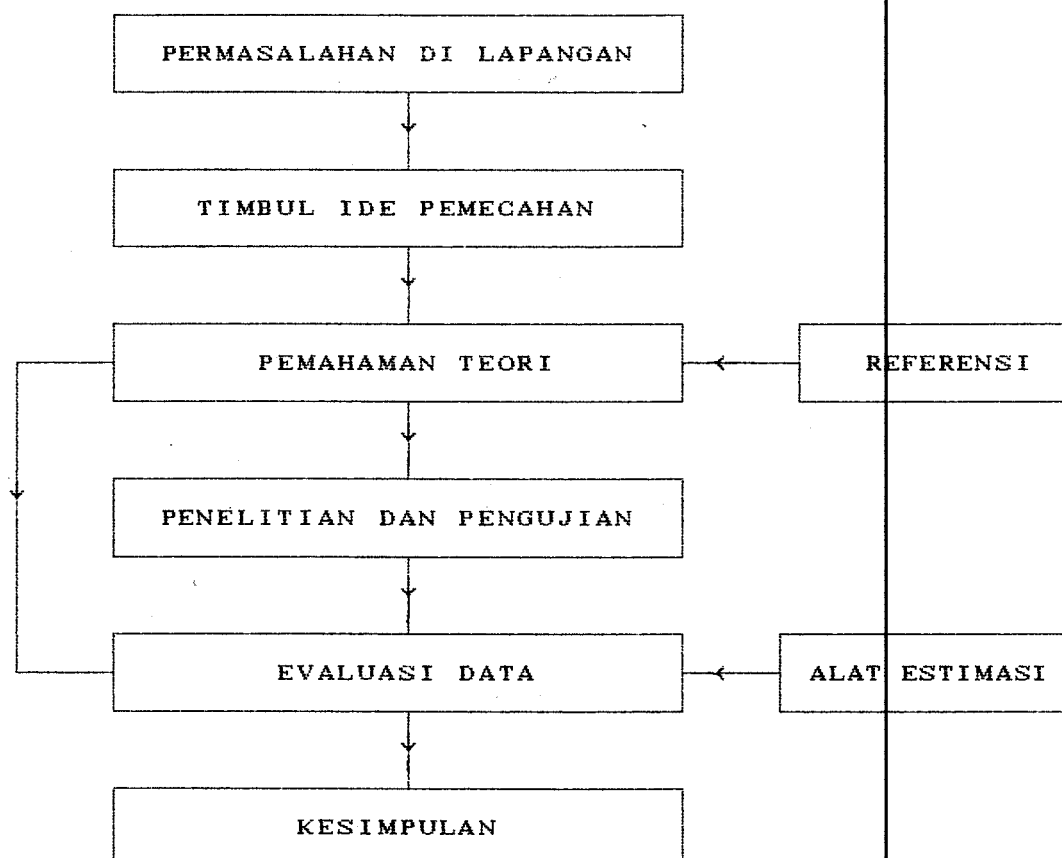 PERMASALAHAN DI LAPANGAN
TIMBUL IDE PEMECAHAN
PEMAHAMAN TEORI
REFERENSI
PENELITIAN DAN PENGUJIAN
EVALUASI DATA
ALAT ESTIMASI
KESIMPULAN